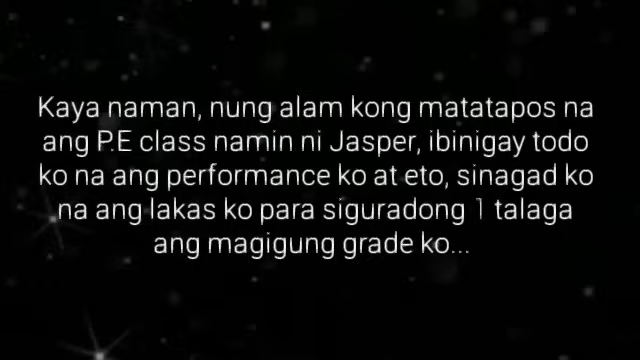 Kaya naman, nung alam kong matatapos na
ang P.E class namin ni Jasper, ibinigay todo
ko na ang performance ko at eto, sinagad ko
na ang lakas ko para siguradong 1 talaga
ang magigung grade ko...